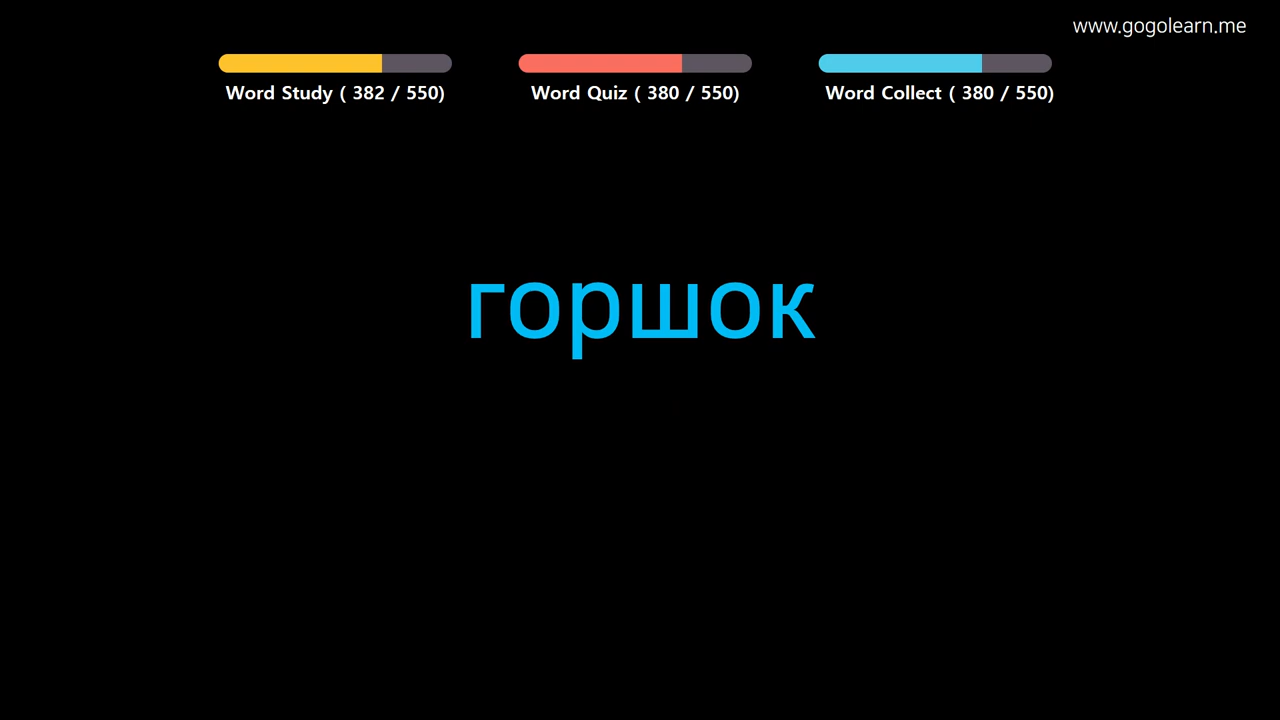 www.gogolearn.me
Word Study ( 382 / 550)
Word Quiz ( 380 / 550)
Word Collect ( 380 / 550)
горшок